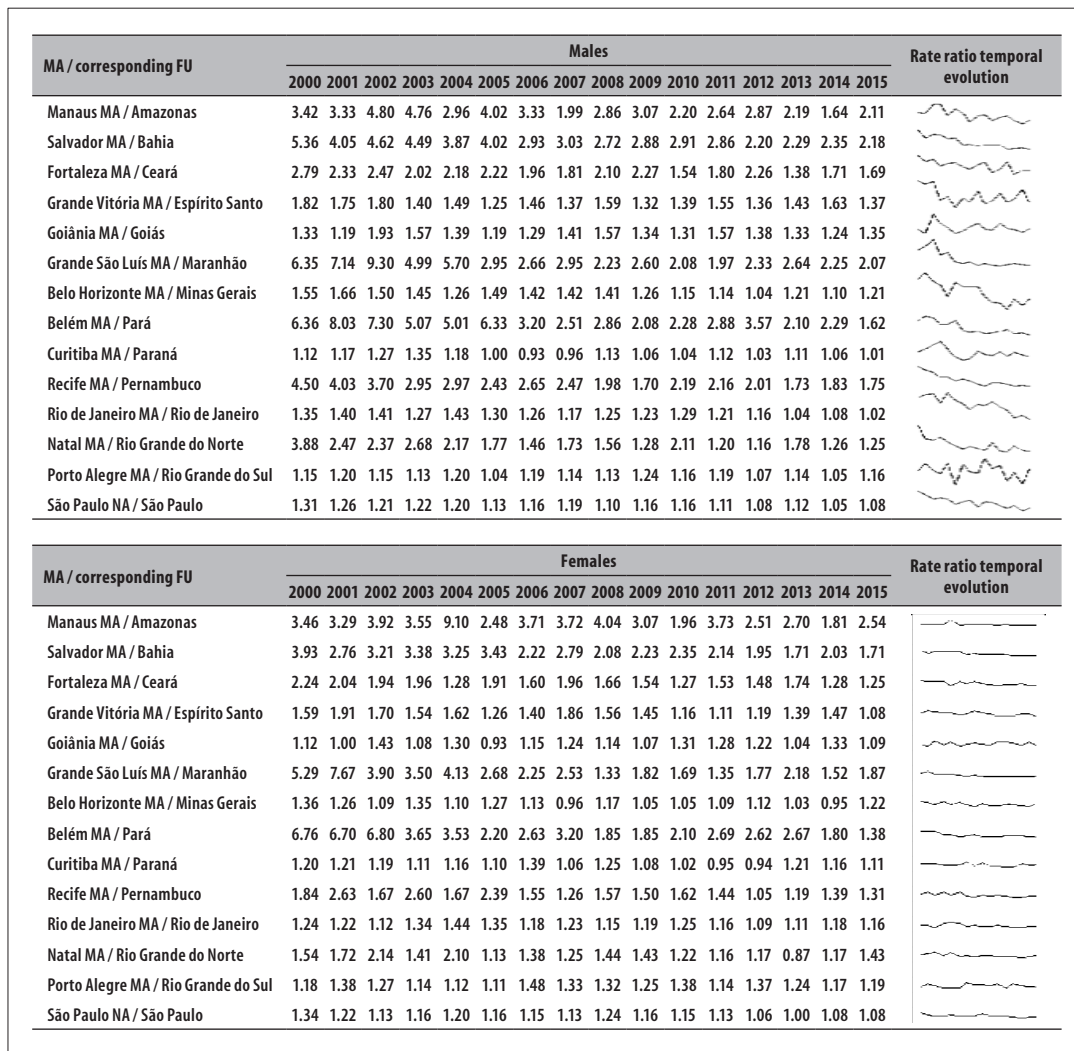 MA / corresponding FU Males Rate ratio temporal evolution
2000 2001 2002 2003 2004 2005 2006 2007 2008 2009 2010 2011 2012 2013 2014 2015
Manaus MA / Amazonas 3.42 3.33 4.80 4.76 2.96 4.02 3.33 1.99 2.86 3.07 2.20 2.64 2.87 2.19 1.64 2.11
Salvador MA / Bahia 5.36 4.05 4.62 4.49 3.87 4.02 2.93 3.03 2.72 2.88 2.91 2.86 2.20 2.29 2.35 2.18
Fortaleza MA / Ceará 2.79 2.33 2.47 2.02 2.18 2.22 1.96 1.81 2.10 2.27 1.54 1.80 2.26 1.38 1.71 1.69
Grande Vitória MA / Espírito Santo 1.82 1.75 1.80 1.40 1.49 1.25 1.46 1.37 1.59 1.32 1.39 1.55 1.36 1.43 1.63 1.37
Goiânia MA / Goiás 1.33 1.19 1.93 1.57 1.39 1.19 1.29 1.41 1.57 1.34 1.31 1.57 1.38 1.33 1.24 1.35
Grande São Luís MA / Maranhão 6.35 7.14 9.30 4.99 5.70 2.95 2.66 2.95 2.23 2.60 2.08 1.97 2.33 2.64 2.25 2.07
Belo Horizonte MA / Minas Gerais 1.55 1.66 1.50 1.45 1.26 1.49 1.42 1.42 1.41 1.26 1.15 1.14 1.04 1.21 1.10 1.21
Belém MA / Pará 6.36 8.03 7.30 5.07 5.01 6.33 3.20 2.51 2.86 2.08 2.28 2.88 3.57 2.10 2.29 1.62
Curitiba MA / Paraná 1.12 1.17 1.27 1.35 1.18 1.00 0.93 0.96 1.13 1.06 1.04 1.12 1.03 1.11 1.06 1.01
Recife MA / Pernambuco 4.50 4.03 3.70 2.95 2.97 2.43 2.65 2.47 1.98 1.70 2.19 2.16 2.01 1.73 1.83 1.75
Rio de Janeiro MA / Rio de Janeiro 1.35 1.40 1.41 1.27 1.43 1.30 1.26 1.17 1.25 1.23 1.29 1.21 1.16 1.04 1.08 1.02
Natal MA / Rio Grande do Norte 3.88 2.47 2.37 2.68 2.17 1.77 1.46 1.73 1.56 1.28 2.11 1.20 1.16 1.78 1.26 1.25
Porto Alegre MA / Rio Grande do Sul 1.15 1.20 1.15 1.13 1.20 1.04 1.19 1.14 1.13 1.24 1.16 1.19 1.07 1.14 1.05 1.16
São Paulo NA / São Paulo 1.31 1.26 1.21 1.22 1.20 1.13 1.16 1.19 1.10 1.16 1.16 1.11 1.08 1.12 1.05 1.08
MA / corresponding FU Females Rate ratio temporal evolution
2000 2001 2002 2003 2004 2005 2006 2007 2008 2009 2010 2011 2012 2013 2014 2015
Manaus MA / Amazonas 3.46 3.29 3.92 3.55 9.10 2.48 3.71 3.72 4.04 3.07 1.96 3.73 2.51 2.70 1.81 2.54
Salvador MA / Bahia 3.93 2.76 3.21 3.38 3.25 3.43 2.22 2.79 2.08 2.23 2.35 2.14 1.95 1.71 2.03 1.71
Fortaleza MA / Ceará 2.24 2.04 1.94 1.96 1.28 1.91 1.60 1.96 1.66 1.54 1.27 1.53 1.48 1.74 1.28 1.25
Grande Vitória MA / Espírito Santo 1.59 1.91 1.70 1.54 1.62 1.26 1.40 1.86 1.56 1.45 1.16 1.11 1.19 1.39 1.47 1.08
Goiânia MA / Goiás 1.12 1.00 1.43 1.08 1.30 0.93 1.15 1.24 1.14 1.07 1.31 1.28 1.22 1.04 1.33 1.09
Grande São Luís MA / Maranhão 5.29 7.67 3.90 3.50 4.13 2.68 2.25 2.53 1.33 1.82 1.69 1.35 1.77 2.18 1.52 1.87
Belo Horizonte MA / Minas Gerais 1.36 1.26 1.09 1.35 1.10 1.27 1.13 0.96 1.17 1.05 1.05 1.09 1.12 1.03 0.95 1.22
Belém MA / Pará 6.76 6.70 6.80 3.65 3.53 2.20 2.63 3.20 1.85 1.85 2.10 2.69 2.62 2.67 1.80 1.38
Curitiba MA / Paraná 1.20 1.21 1.19 1.11 1.16 1.10 1.39 1.06 1.25 1.08 1.02 0.95 0.94 1.21 1.16 1.11
Recife MA / Pernambuco 1.84 2.63 1.67 2.60 1.67 2.39 1.55 1.26 1.57 1.50 1.62 1.44 1.05 1.19 1.39 1.31
Rio de Janeiro MA / Rio de Janeiro 1.24 1.22 1.12 1.34 1.44 1.35 1.18 1.23 1.15 1.19 1.25 1.16 1.09 1.11 1.18 1.16
Natal MA / Rio Grande do Norte 1.54 1.72 2.14 1.41 2.10 1.13 1.38 1.25 1.44 1.43 1.22 1.16 1.17 0.87 1.17 1.43
Porto Alegre MA / Rio Grande do Sul 1.18 1.38 1.27 1.14 1.12 1.11 1.48 1.33 1.32 1.25 1.38 1.14 1.37 1.24 1.17 1.19
São Paulo NA / São Paulo 1.34 1.22 1.13 1.16 1.20 1.16 1.15 1.13 1.24 1.16 1.15 1.13 1.06 1.00 1.08 1.08